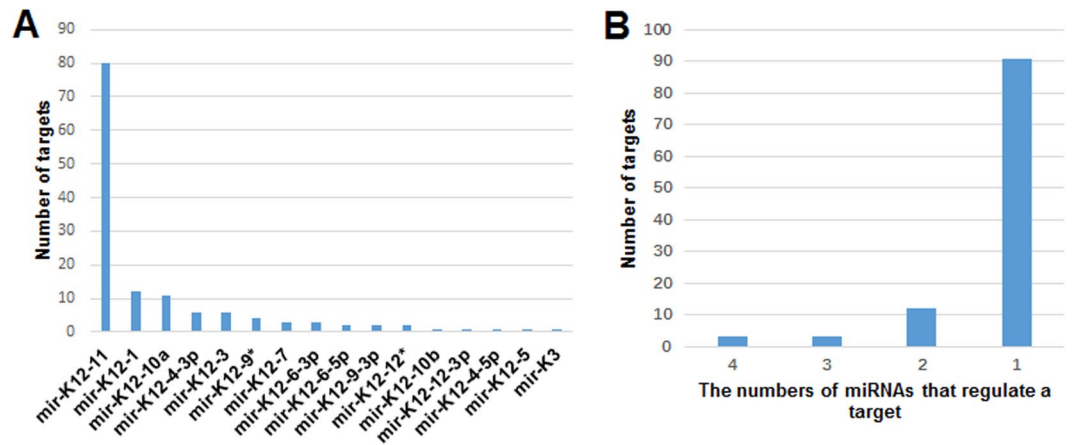 A
Number of targets
90
80
70
60
50
40
30
20
10
0
mir-K12-11
mir-K12-1
mir-K12-10a
mir-K12-4-3p
mir-K12-3
mir-K12-9*
mir-K12-7
mir-K12-6-3p
mir-K12-6-5p
mir-K12-9-3p
mir-K12-12*
mir-K12-10b
mir-K12-12-3p
mir-K12-4-5p
mir-K12-5
mir-K3
B
Number of targets
100
90
80
70
60
50
40
30
20
10
0
4 3 2 1
The numbers of miRNAs that regulate a
target